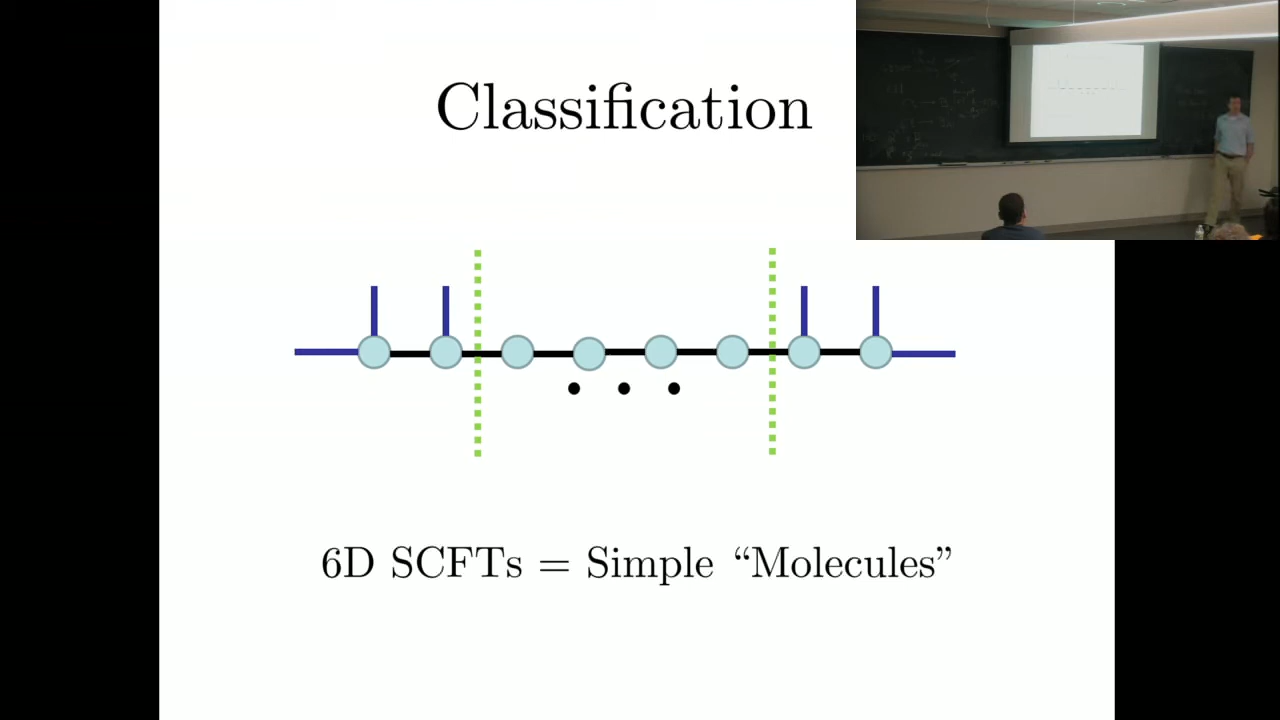 Classification
6D SCFTs = Simple “Molecules”